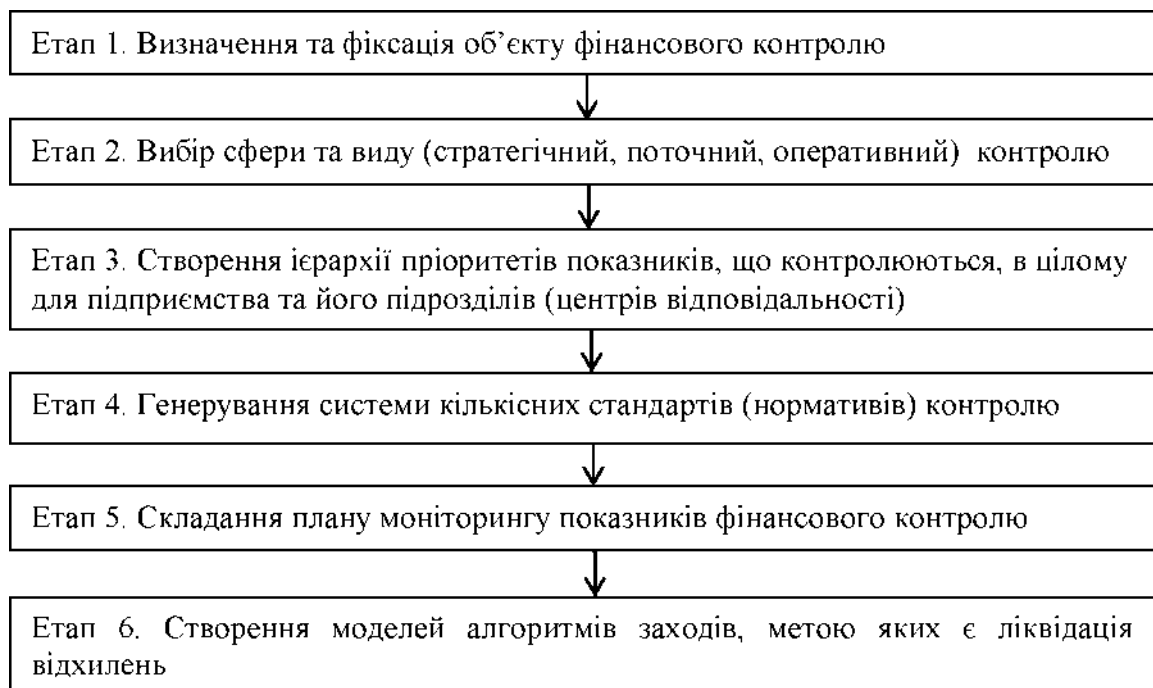 Етап 1. Визначення та фіксація об’єкту фінансового контролю
Етап 2. Вибір сфери та виду (стратегічний, поточний, оперативний) контролю
Етап 3. Створення ієрархії пріоритетів показників, що контролюються, в цілому
для підприємства та його підрозділів (центрів відповідальності)
Етап 4. Генерування системи кількісних стандартів (нормативів) контролю
Етап 5. Складання плану моніторингу показників фінансового контролю
Етап 6. Створення моделей алгоритмів заходів, метою яких є ліквідація
відхилень